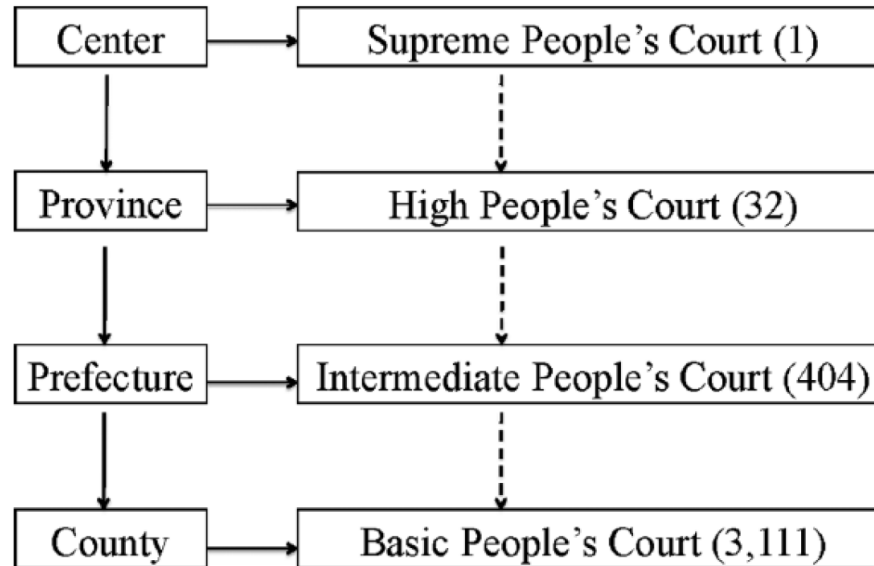 Center
Supreme People’s Court (1)
Province
High People’s Court (32)
Prefecture
Intermediate People’s Court (404)
County
Basic People’s Court (3,111)